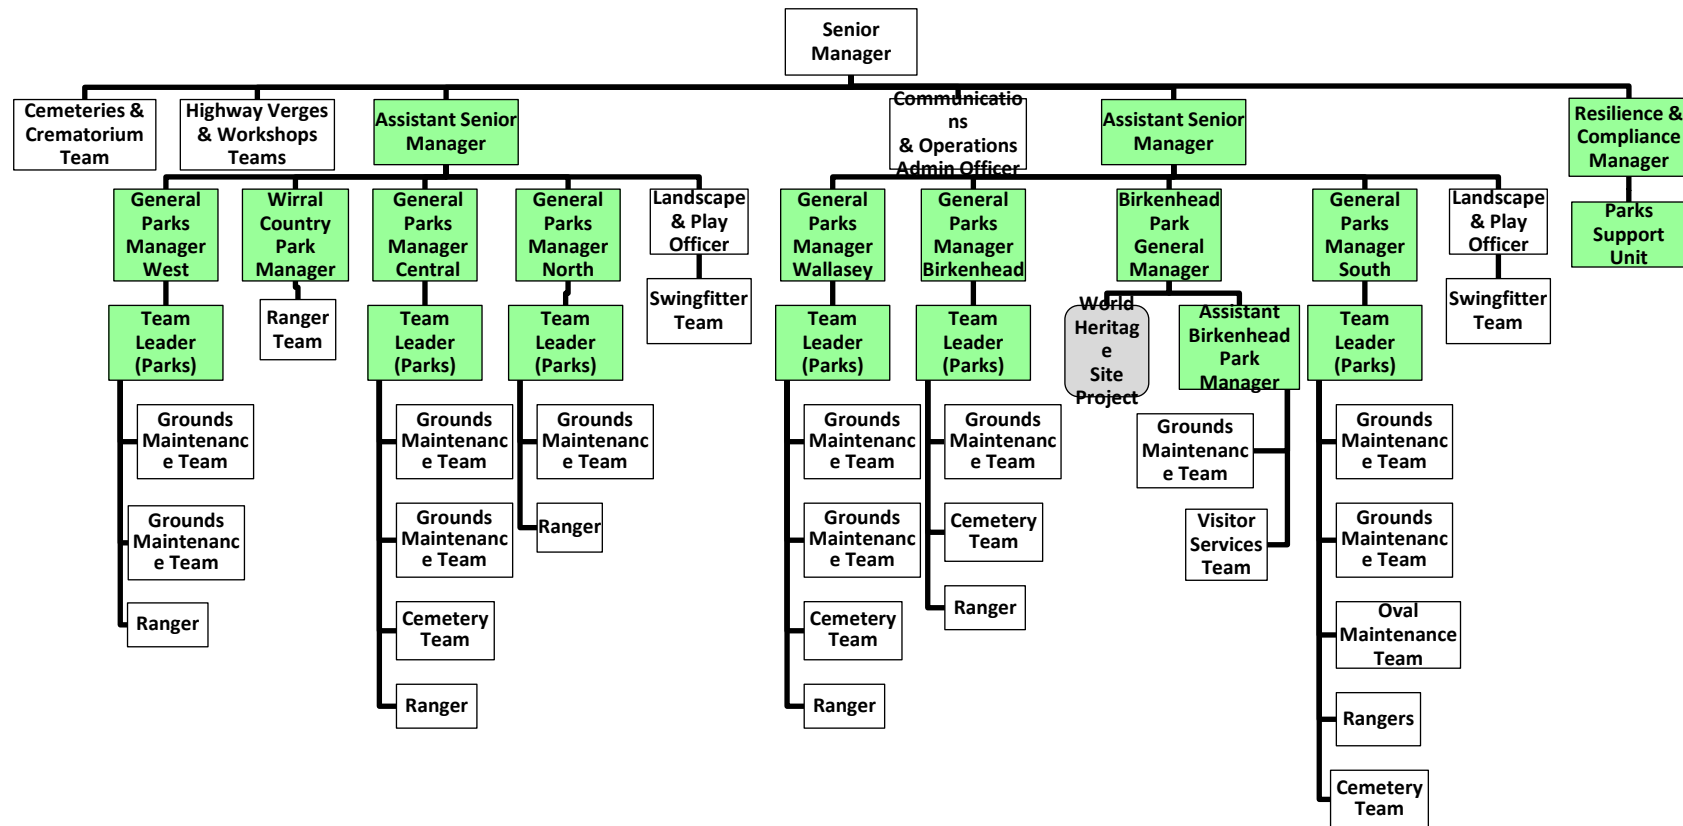 Senior
Manager
Cemeteries &
Crematorium
Team
Highway Verges
& Workshops
Teams
Assistant Senior
Manager
Communicatio
ns
& Operations
Admin Officer
Assistant Senior
Manager
Resilience &
Compliance
Manager
General
Parks
Manager
West
Wirral
Country
Park
Manager
General
Parks
Manager
Central
General
Parks
Manager
North
Landscape
& Play
Officer
General
Parks
Manager
Wallasey
General
Parks
Manager
Birkenhead
Birkenhead
Park
General
Manager
General
Parks
Manager
South
Landscape
& Play
Officer
Parks
Support
Unit
Team
Leader
(Parks)
Ranger
Team
Team
Leader
(Parks)
Team
Leader
(Parks)
Swingfitter
Team
Team
Leader
(Parks)
Team
Leader
(Parks)
World
Heritag
e
Site
Project
Assistant
Birkenhead
Park
Manager
Team
Leader
(Parks)
Swingfitter
Team
Grounds
Maintenanc
e Team
Grounds
Maintenanc
e Team
Ranger
Grounds
Maintenanc
e Team
Grounds
Maintenanc
e Team
Cemetery
Team
Ranger
Grounds
Maintenanc
e Team
Ranger
Grounds
Maintenanc
e Team
Grounds
Maintenanc
e Team
Cemetery
Team
Ranger
Grounds
Maintenanc
e Team
Cemetery
Team
Ranger
Grounds
Maintenanc
e Team
Visitor
Services
Team
Grounds
Maintenanc
e Team
Grounds
Maintenanc
e Team
Oval
Maintenance
Team
Rangers
Cemetery
Team